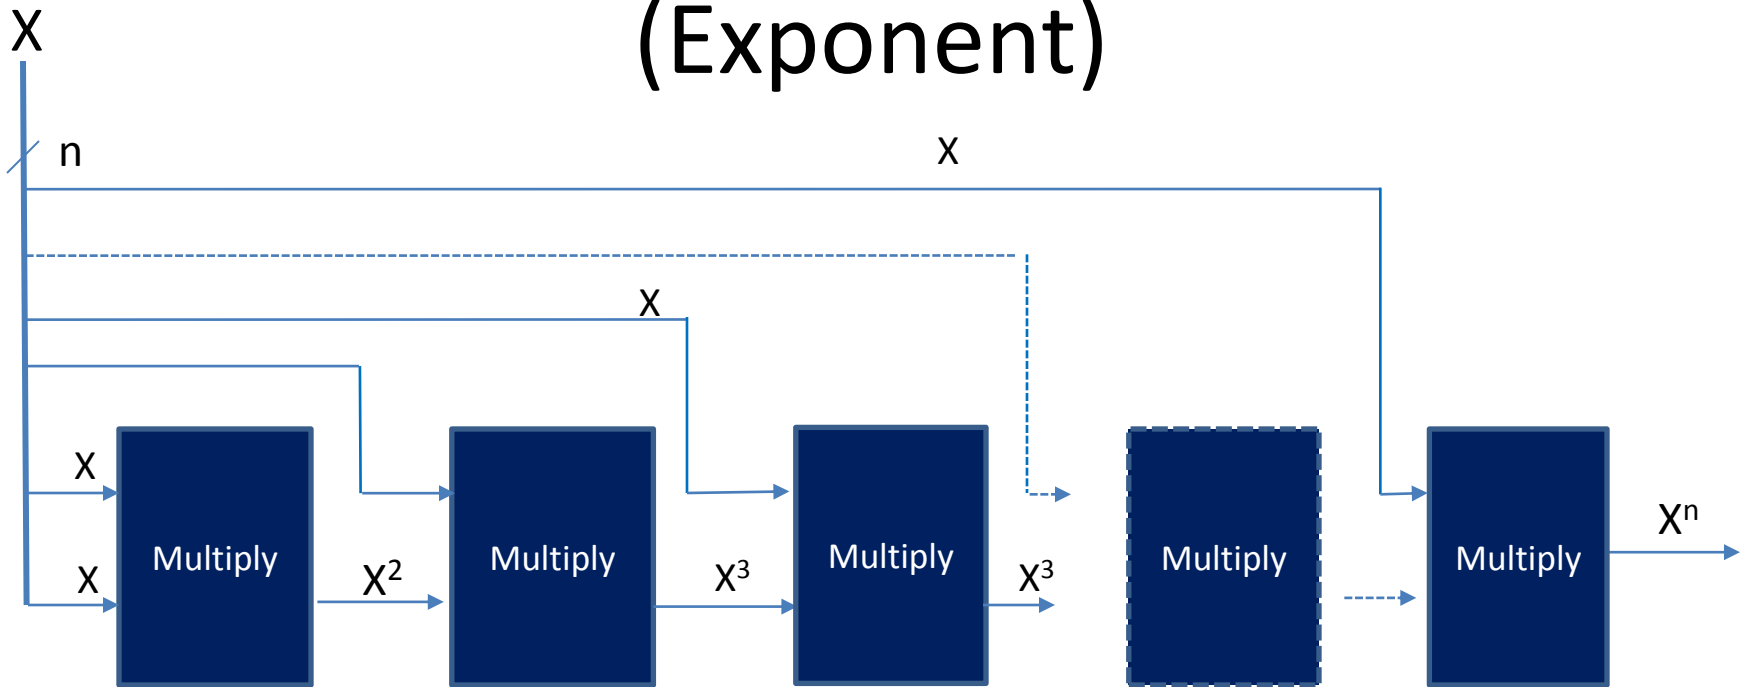 (Exponent)
X
n
X
X
X
X
X²
X³
X³
Xⁿ
Multiply
Multiply
Multiply
Multiply
Multiply